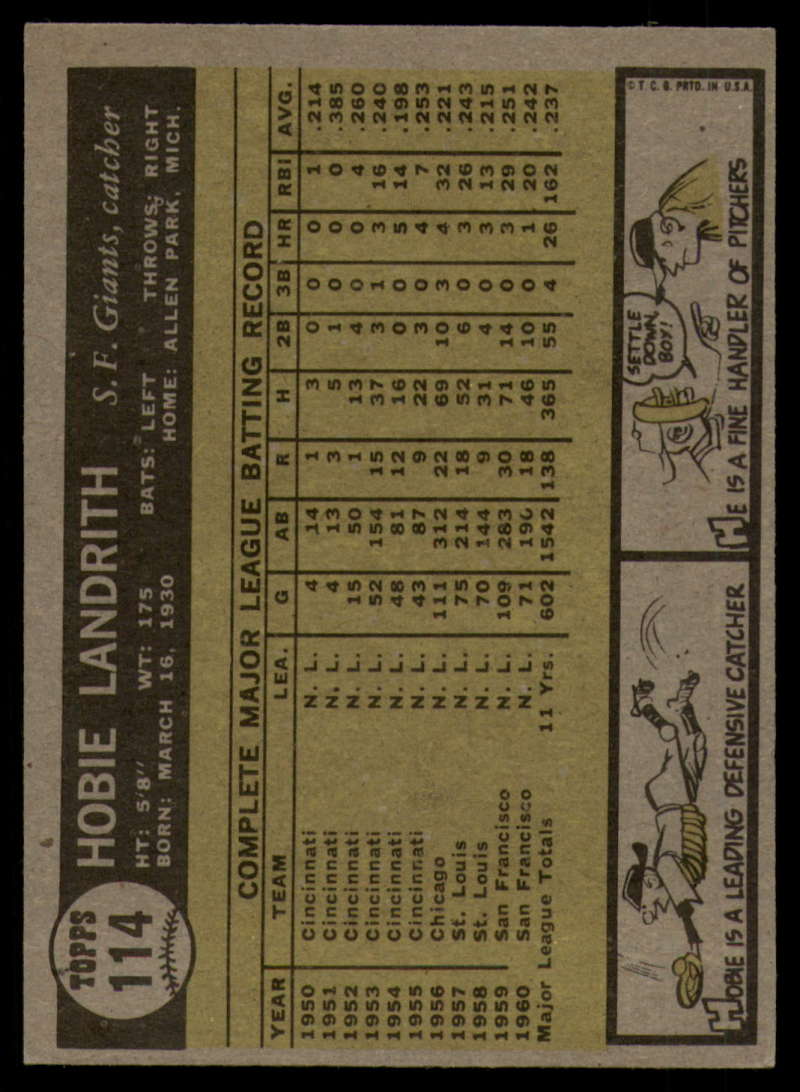 TOPPS
114
HOBIE LANDRITH S. F. Giants, catcher
HT: 5'8" WT: 175 BATS: LEFT THROWS: RIGHT
BORN: MARCH 16, 1930 HOME: ALLEN PARK, MICH.
COMPLETE MAJOR LEAGUE BATTING RECORD
YEAR TEAM LEA. G AB R H 2B 3B HR RBI AVG.
1950 Cincinnati N. L. 4 14 1 3 0 0 0 1 .214
1951 Cincinnati N. L. 4 13 3 5 1 0 0 0 .385
1952 Cincinnati N. L. 15 50 1 13 4 0 0 4 .260
1953 Cincinnati N. L. 52 154 15 37 3 1 3 16 .240
1954 Cincinnati N. L. 48 81 12 16 0 0 5 14 .198
1955 Cincinnati N. L. 43 87 9 22 3 0 4 7 .253
1956 Chicago N. L. 111 312 22 69 10 3 4 32 .221
1957 St. Louis N. L. 75 214 18 52 6 0 3 26 .243
1958 St. Louis N. L. 70 144 9 31 4 0 3 13 .215
1959 San Francisco N. L. 109 283 30 71 14 0 3 29 .251
1960 San Francisco N. L. 71 190 18 46 10 0 1 20 .242
Major League Totals 11 Yrs. 602 1542 138 365 55 4 26 162 .237
© T. C. G. PRTD. IN U.S.A.
HOBIE IS A LEADING DEFENSIVE CATCHER
SETTLE
DOWN,
BOY!
HE IS A FINE HANDLER OF PITCHERS